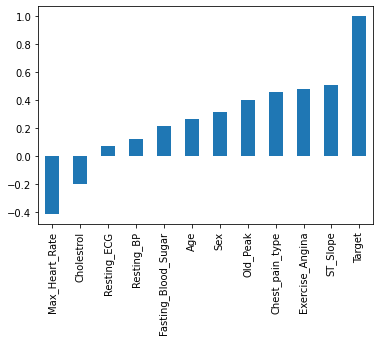 1.0
0.8
0.6
0.4
0.2
0.0
−0.2
−0.4
Max_Heart_Rate
Cholestrol
Resting_ECG
Resting_BP
Fasting_Blood_Sugar
Age
Sex
Old_Peak
Chest_pain_type
Exercise_Angina
ST_Slope
Target